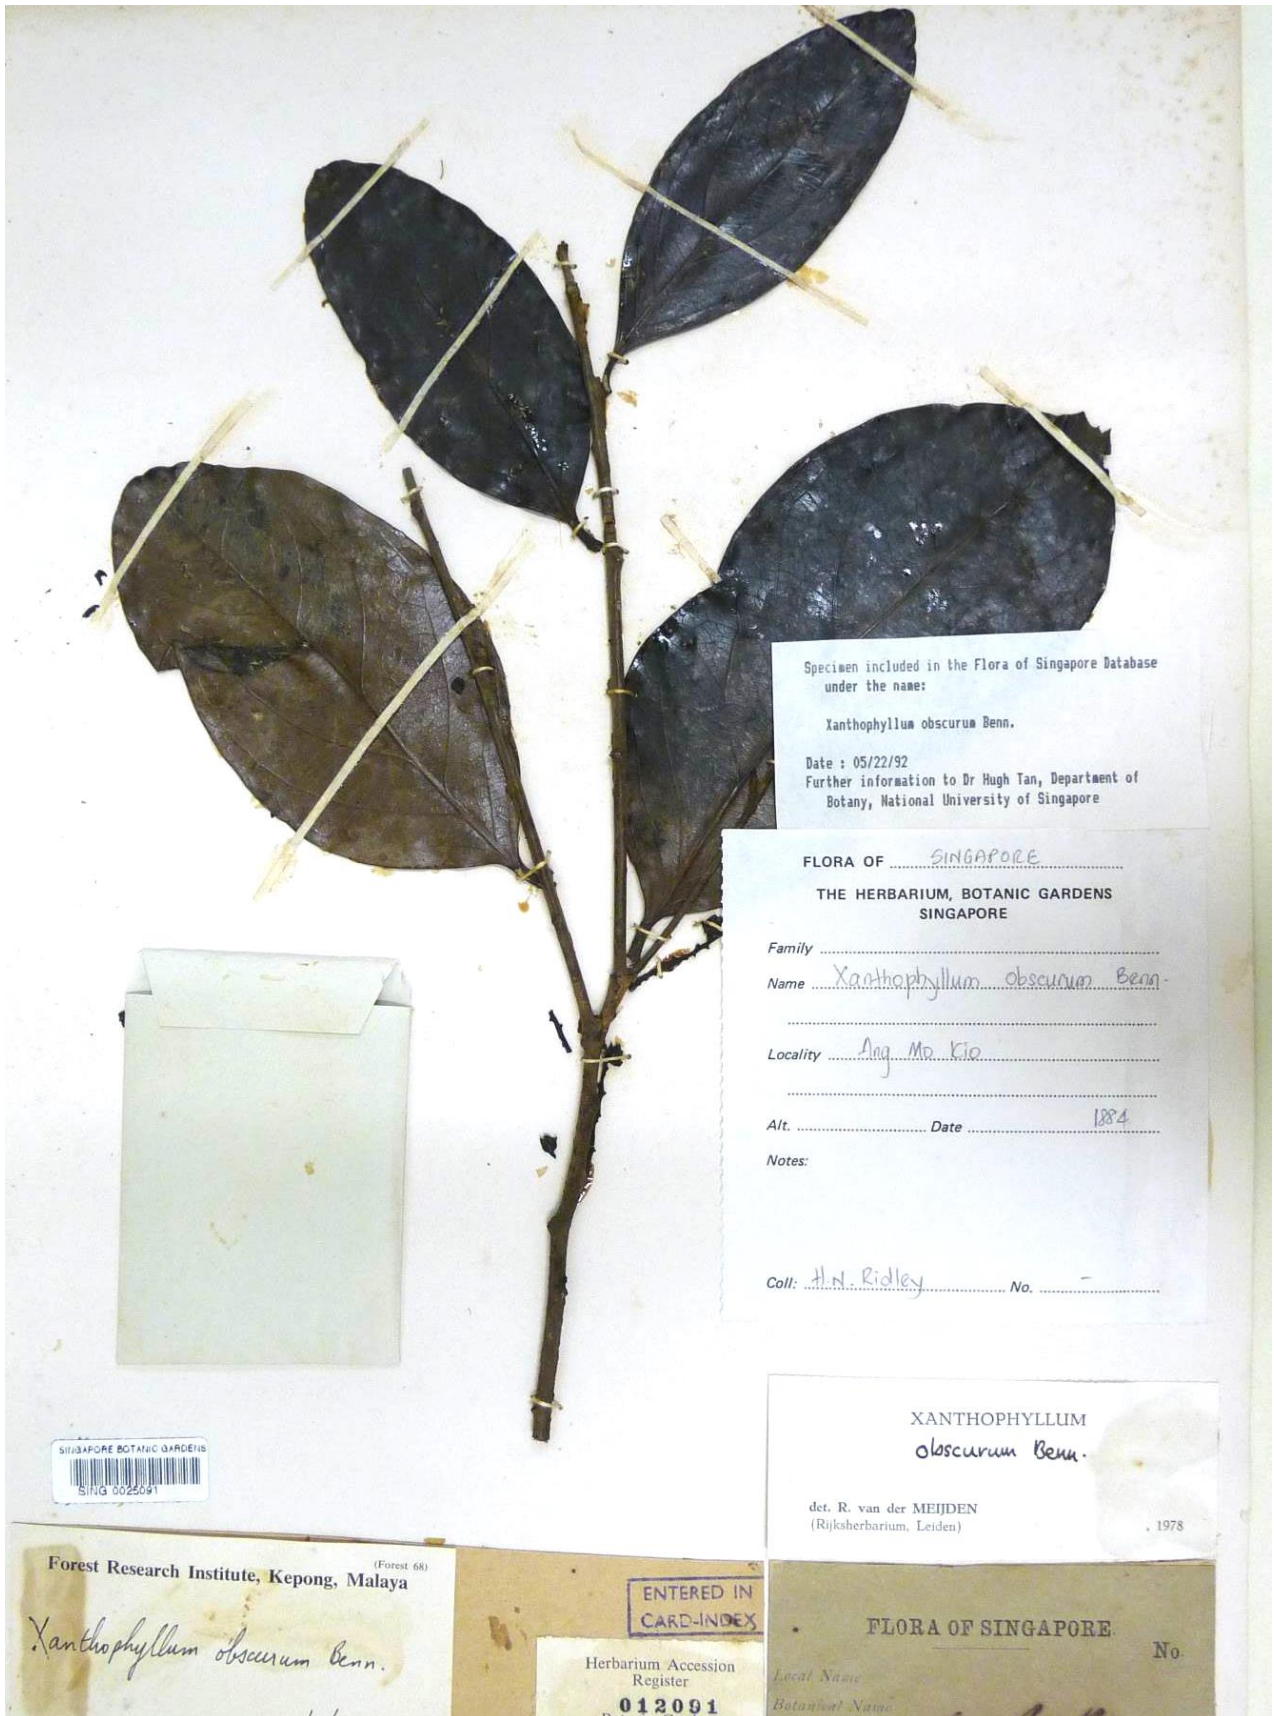 Specimen included in the Flora of Singapore Database
under the name:
Xanthophyllum obscurum Benn.
Date : 05/22/92
Further information to Dr Hugh Tan, Department of
Botany, National University of Singapore
FLORA OF SINGAPORE
THE HERBARIUM, BOTANIC GARDENS
SINGAPORE
Family
Name Xanthophyllum obscurum Benn.
Locality Ang Mo Kio
Alt. Date 1884
Notes:
Coll: H.N. Ridley No. -
XANTHOPHYLLUM
obscurum Benn.
det. R. van der MEIJDEN
(Rijksherbarium, Leiden) , 1978
SINGAPORE BOTANIC GARDENS
SING 0025091
(Forest 68)
Forest Research Institute, Kepong, Malaya
Xanthophyllum obscurum Benn.
ENTERED IN
CARD-INDEX
Herbarium Accession
Register
012091
FLORA OF SINGAPORE
No.
Local Name
Botanical Name